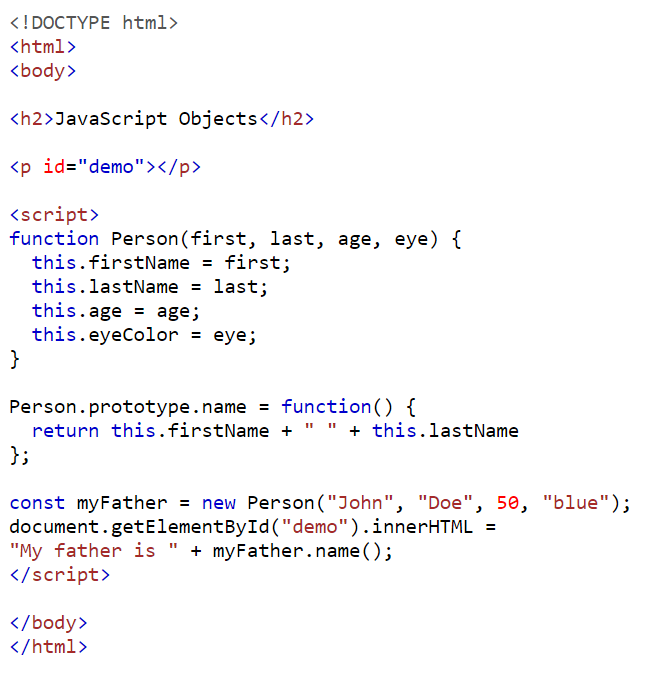 <!DOCTYPE html>
<html>
<body>
<h2>JavaScript Objects</h2>
<p id="demo"></p>
<script>
function Person(first, last, age, eye) {
  this.firstName = first;
  this.lastName = last;
  this.age = age;
  this.eyeColor = eye;
}
Person.prototype.name = function() {
  return this.firstName + " " + this.lastName
};
const myFather = new Person("John", "Doe", 50, "blue");
document.getElementById("demo").innerHTML =
"My father is " + myFather.name();
</script>
</body>
</html>